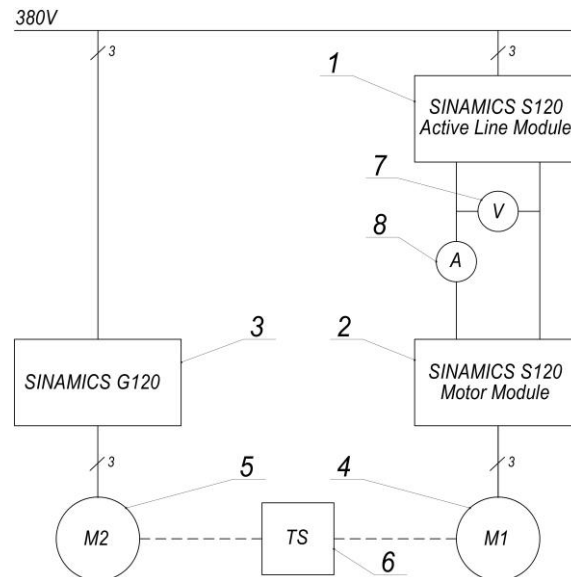 380V
3
3
1
SINAMICS S120
Active Line Module
7
V
8
A
3
2
SINAMICS G120
SINAMICS S120
Motor Module
3
3
5
4
M2
TS
M1
6